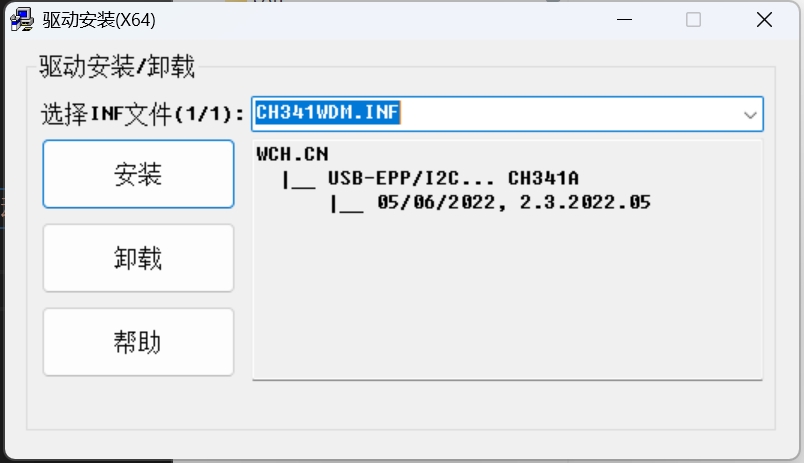 驱动安装(X64)
驱动安装/卸载
选择INF文件(1/1): CH341WDM.INF
安装
卸载
帮助
WCH.CN
|__ USB-EPP/I2C... CH341A
|__ 05/06/2022, 2.3.2022.05